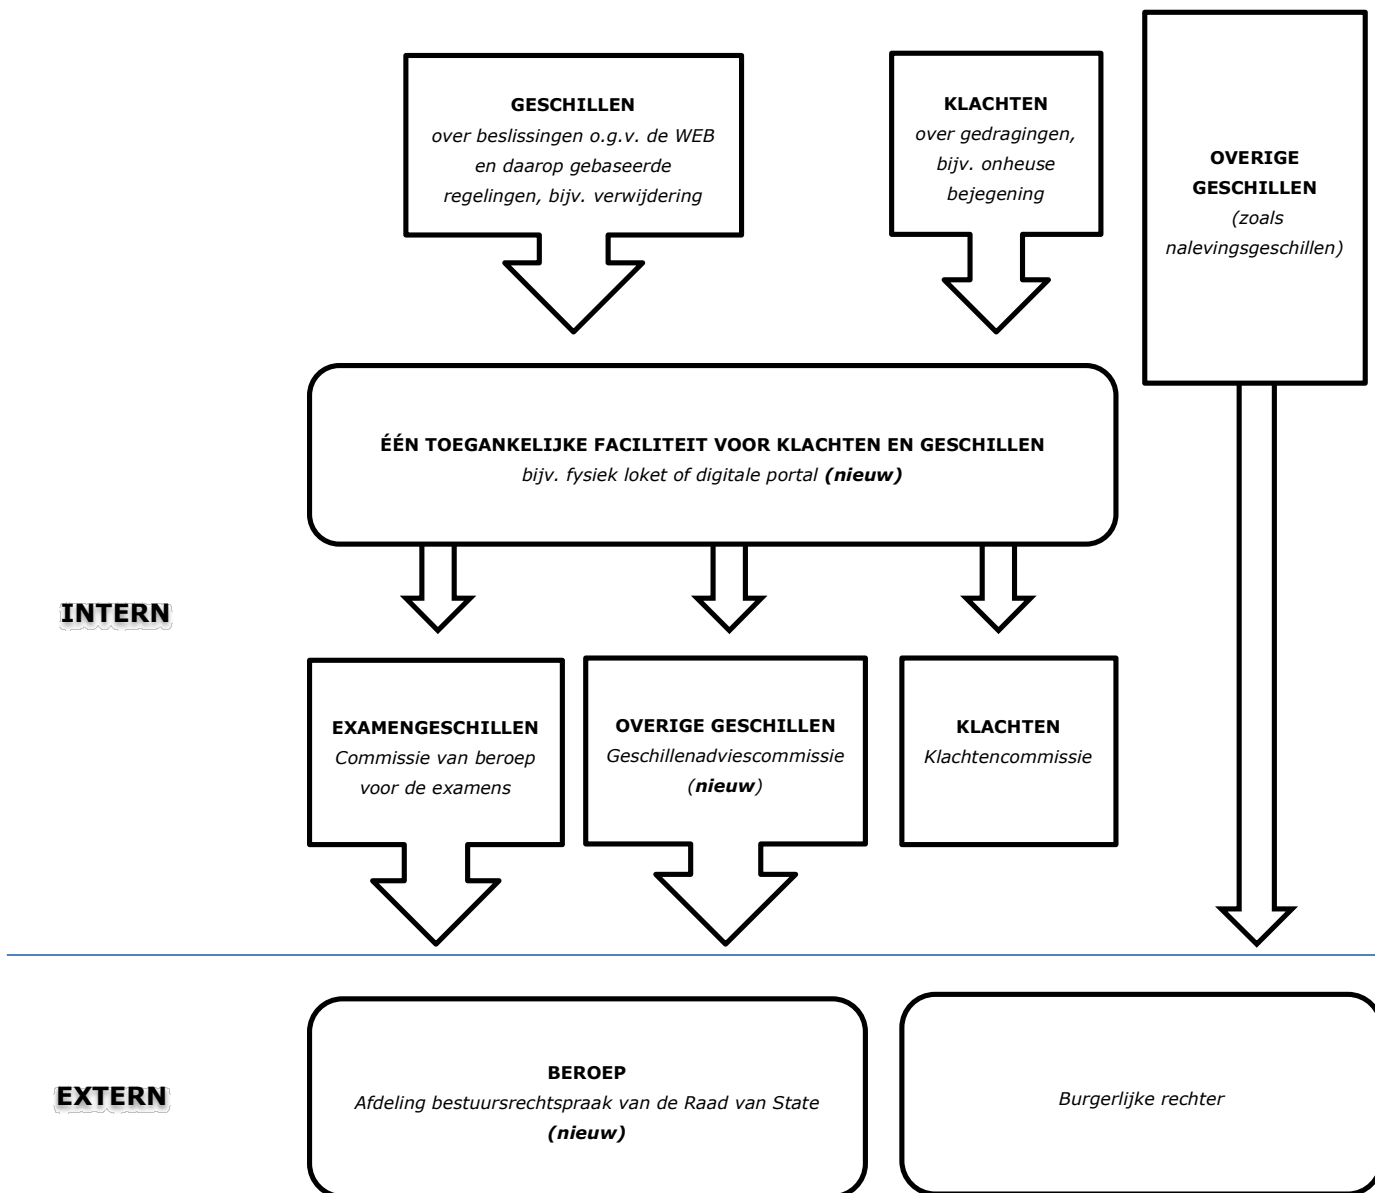 GESCHILLEN
over beslissingen o.g.v. de WEB
en daarop gebaseerde
regelingen, bijv. verwijdering
KLACHTEN
over gedragingen,
bijv. onheuse
bejegening
OVERIGE
GESCHILLEN
(zoals
nalevingsgeschillen)
ÉÉN TOEGANKELIJKE FACILITEIT VOOR KLACHTEN EN GESCHILLEN
bijv. fysiek loket of digitale portal (nieuw)
INTERN
EXAMENGESCHILLEN
Commissie van beroep
voor de examens
OVERIGE GESCHILLEN
Geschillenadviescommissie
(nieuw)
KLACHTEN
Klachtencommissie
EXTERN
BEROEP
Afdeling bestuursrechtspraak van de Raad van State
(nieuw)
Burgerlijke rechter